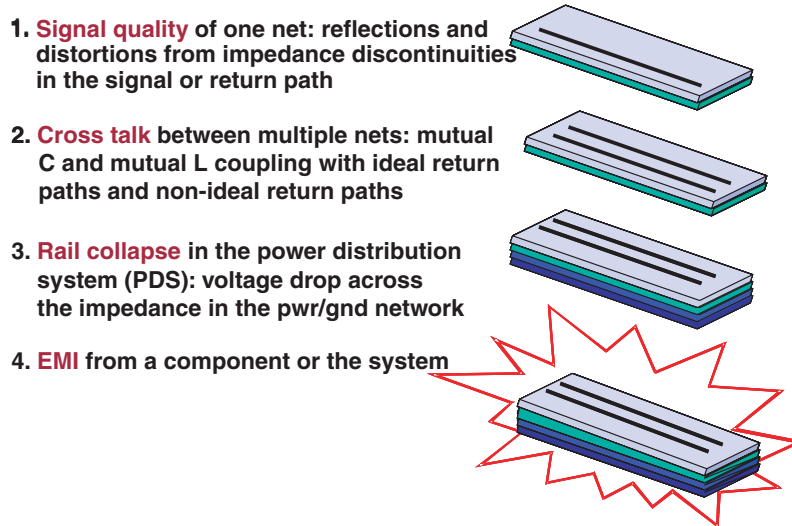 1. Signal quality of one net: reflections and
distortions from impedance discontinuities
in the signal or return path
2. Cross talk between multiple nets: mutual
C and mutual L coupling with ideal return
paths and non-ideal return paths
3. Rail collapse in the power distribution
system (PDS): voltage drop across
the impedance in the pwr/gnd network
4. EMI from a component or the system